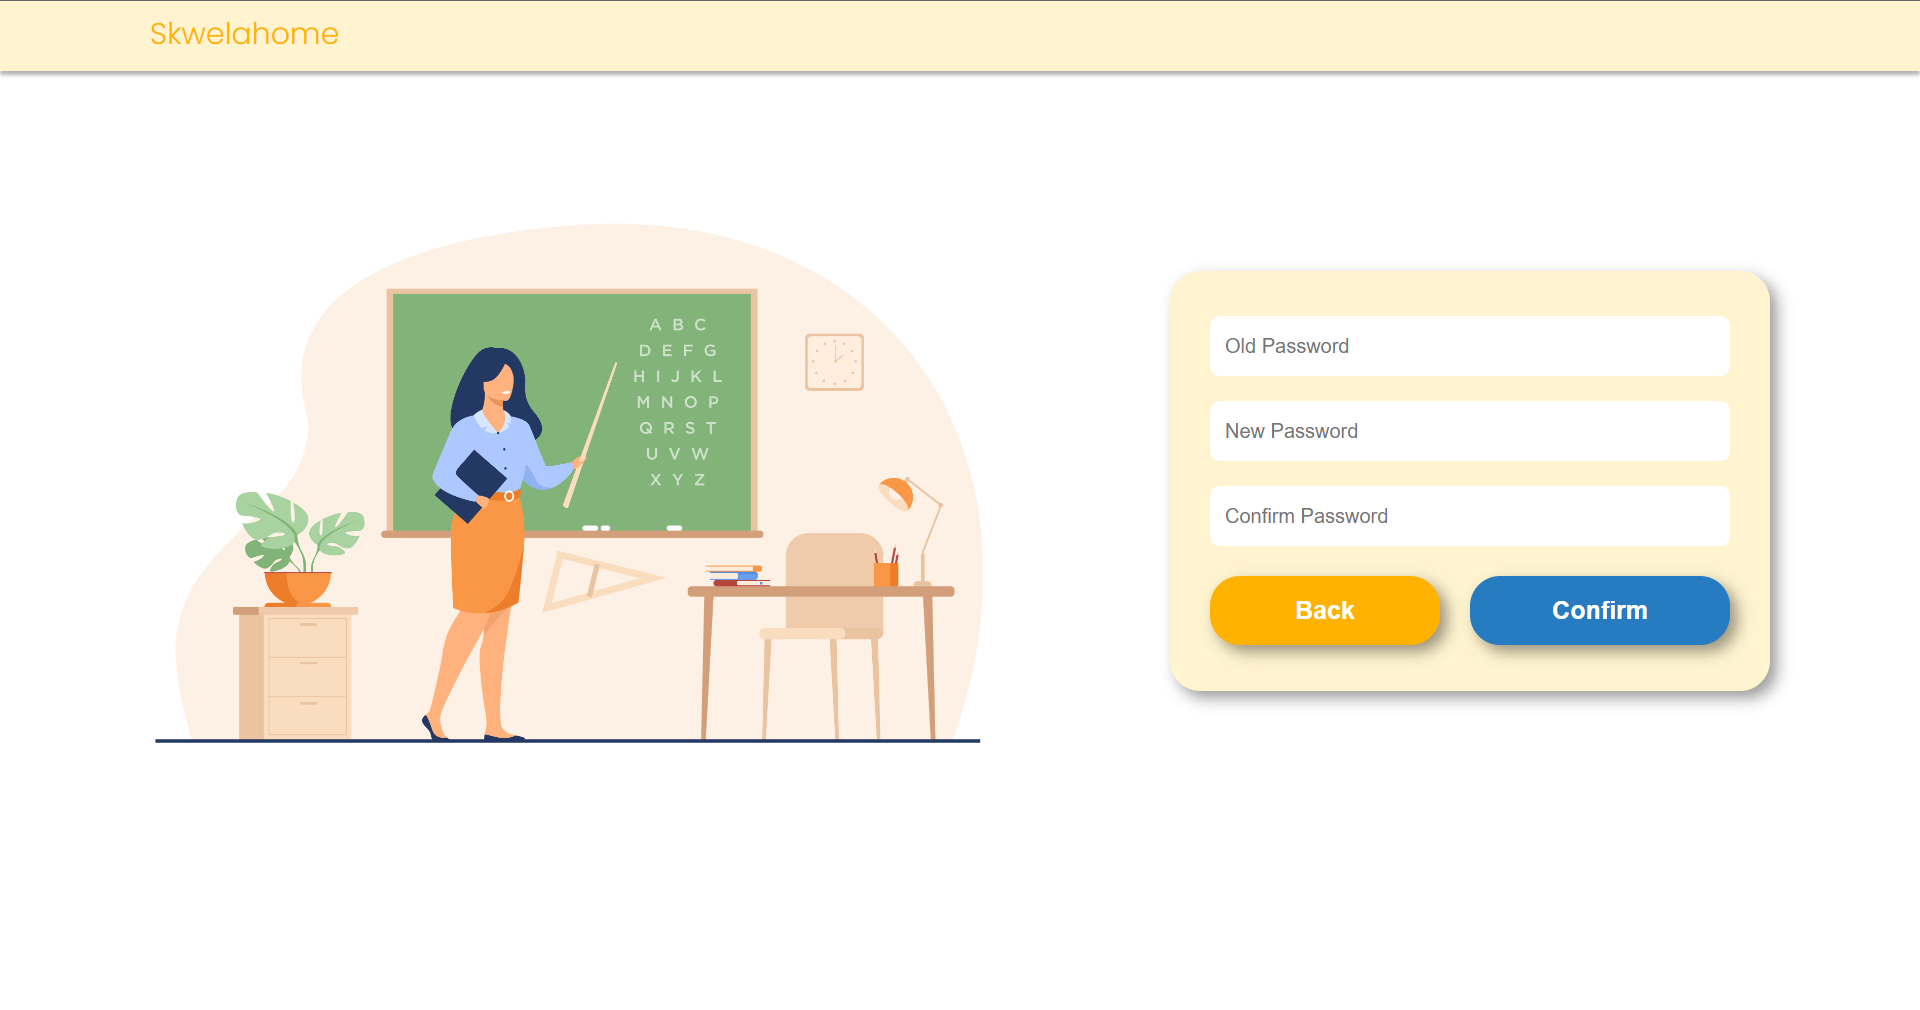 Skwelahome
A B C
D E F G
H I J K L
M N O P
Q R S T
U V W
X Y Z
Old Password
New Password
Confirm Password
Back
Confirm